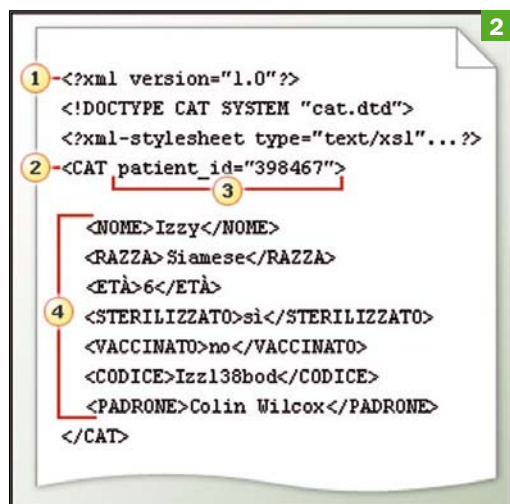 2
1 <?xml version="1.0"?>
<!DOCTYPE CAT SYSTEM "cat.dtd">
<?xml-stylesheet type="text/xsl"...?>
2 <CAT patient_id="398467">
3
<NOME>Izzy</NOME>
<RAZZA>Siamese</RAZZA>
<ETÀ>6</ETÀ>
4 <STERILIZZATO>sì</STERILIZZATO>
<VACCINATO>no</VACCINATO>
<CODICE>Izz138bod</CODICE>
<PADRONE>Colin Wilcox</PADRONE>
</CAT>